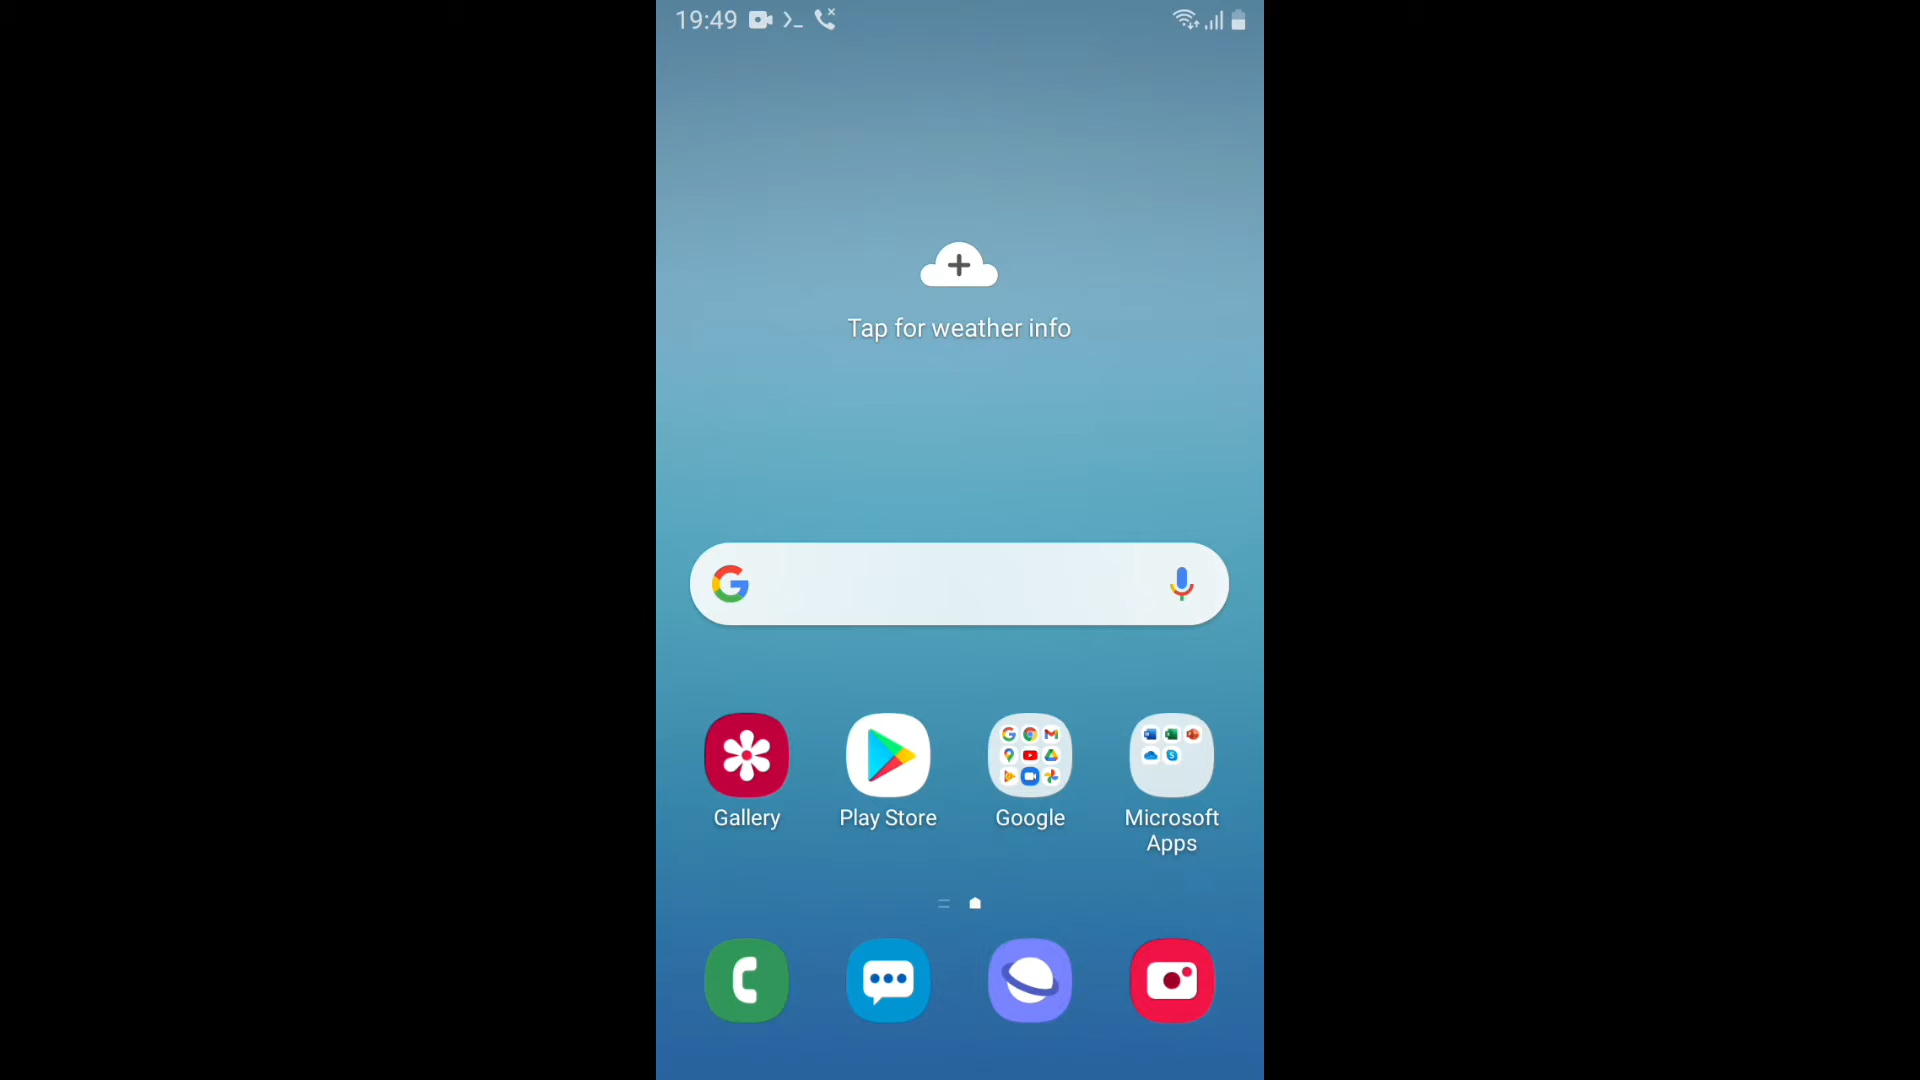 19:49
Tap for weather info
Gallery
Play Store
Google
Microsoft
Apps